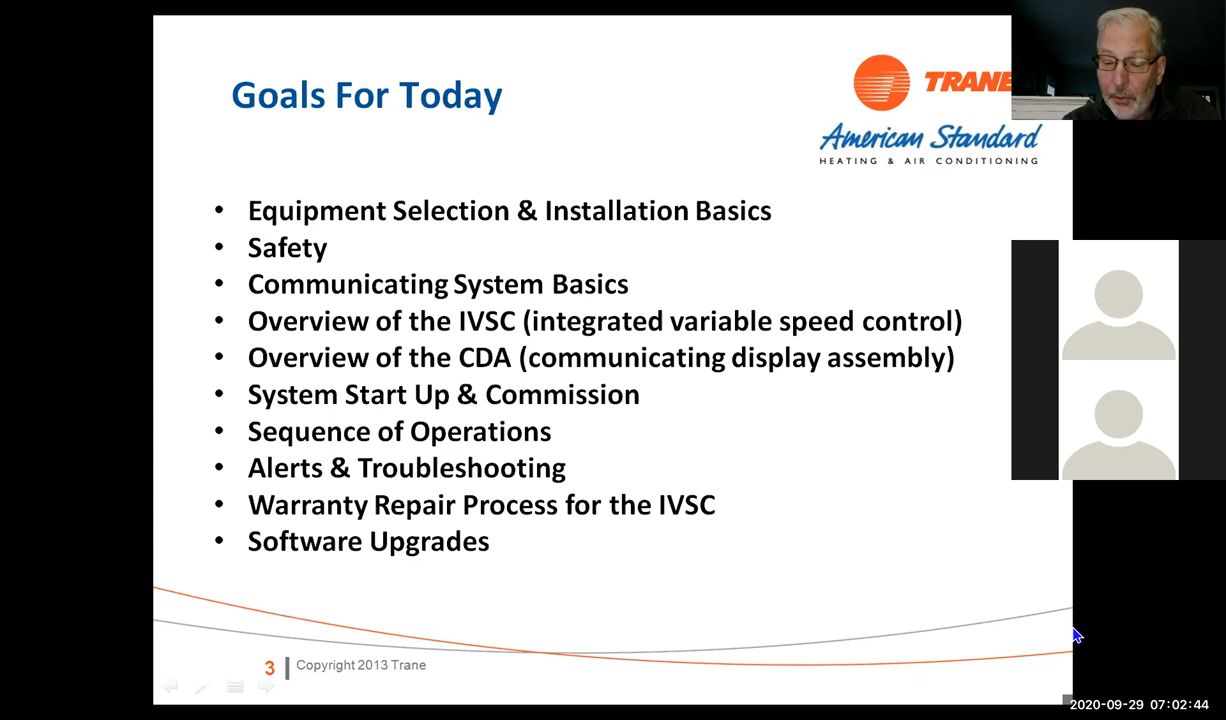 Goals For Today
TRANE
American Standard
HEATING & AIR CONDITIONING
• Equipment Selection & Installation Basics
• Safety
• Communicating System Basics
• Overview of the IVSC (integrated variable speed control)
• Overview of the CDA (communicating display assembly)
• System Start Up & Commission
• Sequence of Operations
• Alerts & Troubleshooting
• Warranty Repair Process for the IVSC
• Software Upgrades
3 | Copyright 2013 Trane
2020-09-29 07:02:44